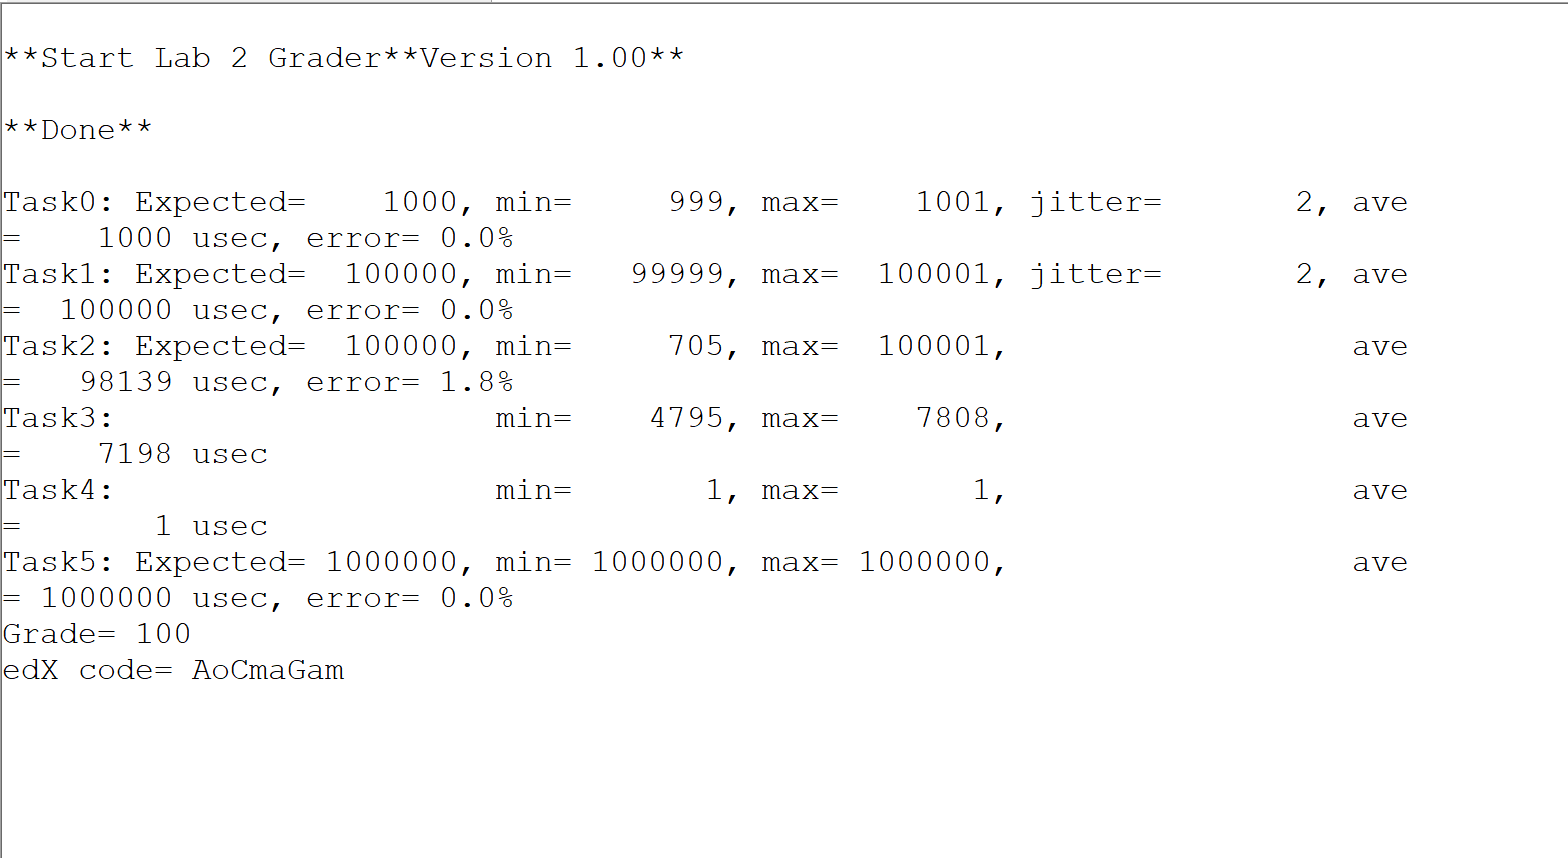 **Start Lab 2 Grader**Version 1.00**
**Done**
Task0: Expected=    1000, min=     999, max=    1001, jitter=       2, ave
=    1000 usec, error= 0.0%
Task1: Expected=  100000, min=   99999, max=  100001, jitter=       2, ave
=  100000 usec, error= 0.0%
Task2: Expected=  100000, min=     705, max=  100001,                  ave
=   98139 usec, error= 1.8%
Task3:                    min=    4795, max=    7808,                  ave
=    7198 usec
Task4:                    min=       1, max=       1,                  ave
=       1 usec
Task5: Expected= 1000000, min= 1000000, max= 1000000,                  ave
= 1000000 usec, error= 0.0%
Grade= 100
edX code= AoCmaGam